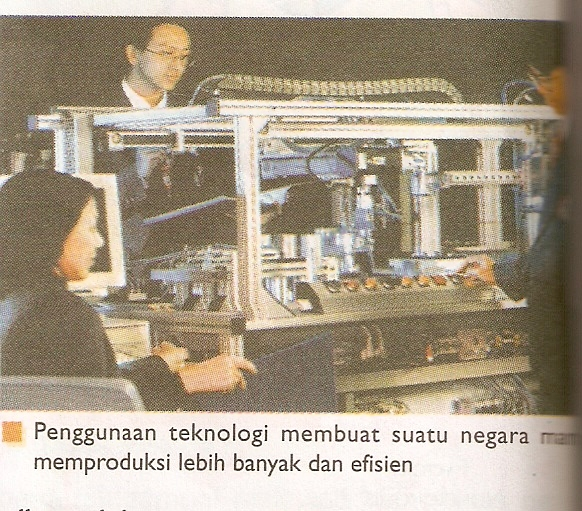 Penggunaan teknologi membuat suatu negara
memproduksi lebih banyak dan efisien